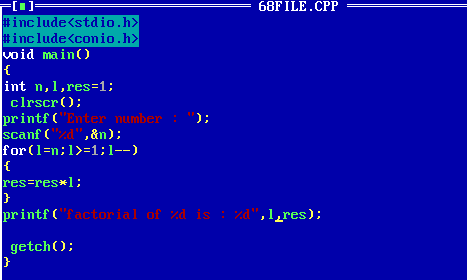 [■] 68FILE.CPP
#include<stdio.h>
#include<conio.h>
void main()
{
int n,l,res=1;
 clrscr();
printf("Enter number : ");
scanf("%d",&n);
for(l=n;l>=1;l--)
{
res=res*l;
}
printf("factorial of %d is : %d",l,res);

 getch();
}